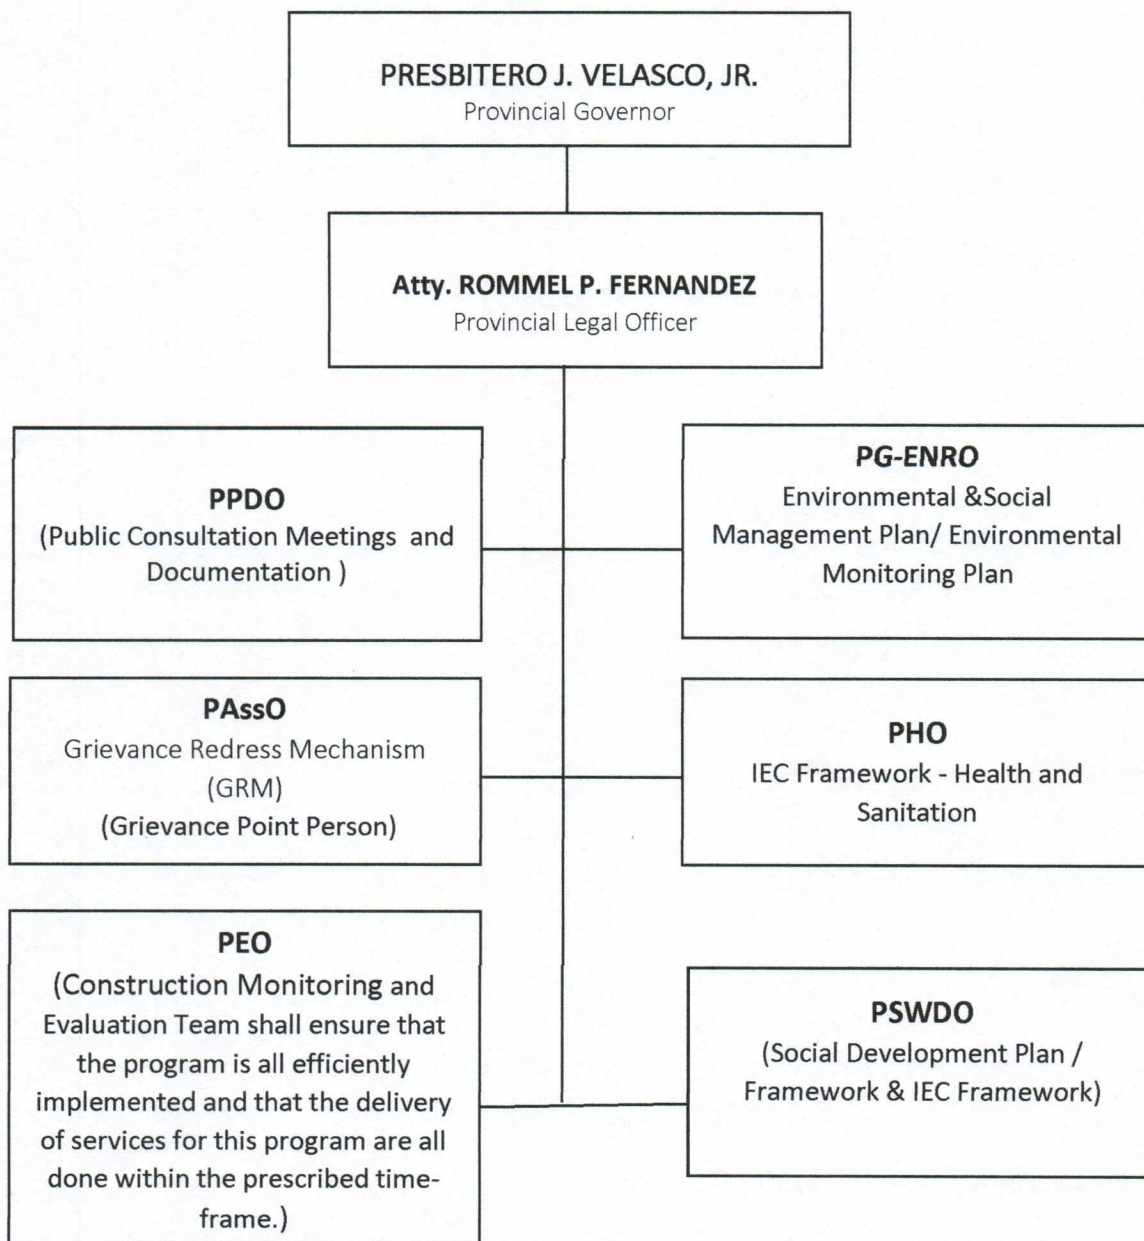 PRESBITERO J. VELASCO, JR.
Provincial Governor
Atty. ROMMEL P. FERNANDEZ
Provincial Legal Officer
PPDO
(Public Consultation Meetings and
Documentation )
PG-ENRO
Environmental &Social
Management Plan/ Environmental
Monitoring Plan
PAssO
Grievance Redress Mechanism
(GRM)
(Grievance Point Person)
PHO
IEC Framework - Health and
Sanitation
PEO
(Construction Monitoring and
Evaluation Team shall ensure that
the program is all efficiently
implemented and that the delivery
of services for this program are all
done within the prescribed time-
frame.)
PSWDO
(Social Development Plan /
Framework & IEC Framework)